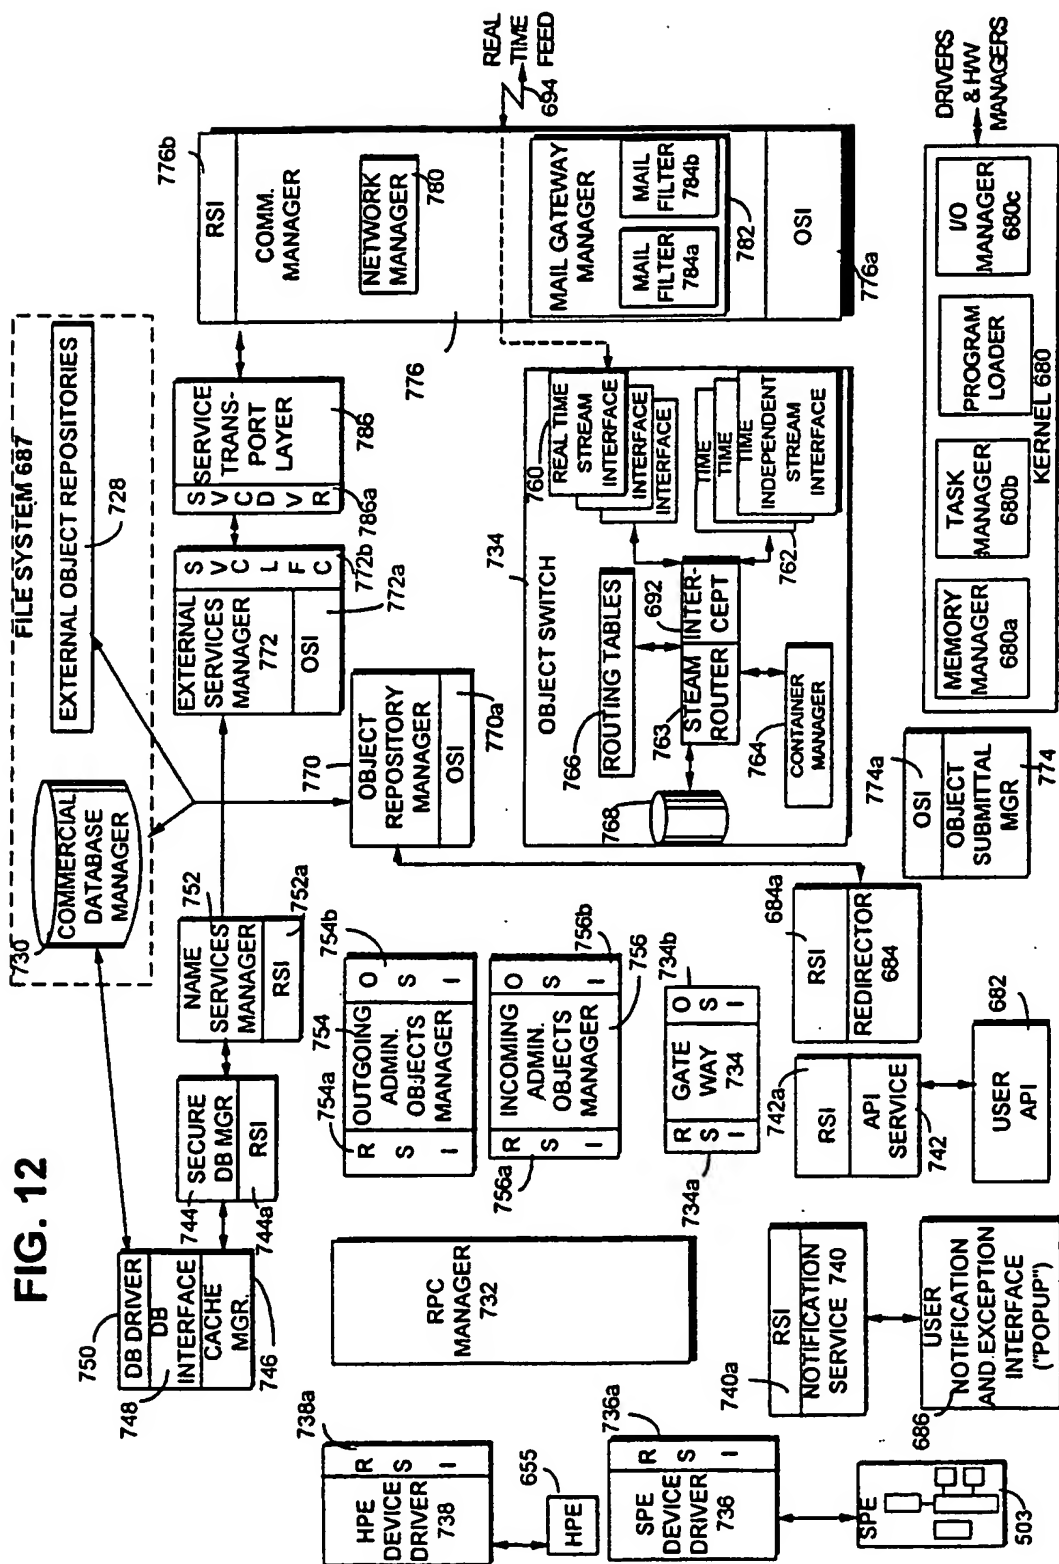 FIG. 12
FILE SYSTEM 687
EXTERNAL OBJECT REPOSITORIES
728
730
COMMERCIAL
DATABASE
MANAGER
750
DB DRIVER
DB
INTERFACE
CACHE
MGR.
748
746
744
SECURE
DB MGR
RSI
744a
NAME
SERVICES
MANAGER
RSI
752
752a
EXTERNAL
SERVICES
MANAGER
772
OSI
S
V
C
L
F
C
772b
772a
S
V
C
D
V
R
SERVICE
TRANS-
PORT
LAYER
786
786a
776b
RSI
COMM.
MANAGER
NETWORK
MANAGER
780
776
MAIL GATEWAY
MANAGER
MAIL
FILTER
784a
MAIL
FILTER
784b
782
OSI
776a
REAL
TIME
FEED
694
770
OBJECT
REPOSITORY
MANAGER
OSI
770a
754a
754
754b
R
S
I
OUTGOING
ADMIN.
OBJECTS
MANAGER
O
S
I
R
S
I
INCOMING
ADMIN.
OBJECTS
MANAGER
O
S
I
756a
756
756b
RPC
MANAGER
732
R
S
I
GATE
WAY
734
O
S
I
734a
734b
734
OBJECT SWITCH
760
REAL TIME
STREAM
INTERFACE
INTERFACE
INTERFACE
TIME
TIME
TIME
INDEPENDENT
STREAM
INTERFACE
762
766
ROUTING TABLES
692
763
STEAM
ROUTER
INTER-
CEPT
764
CONTAINER
MANAGER
768
738a
HPE
DEVICE
DRIVER
738
R
S
I
655
HPE
736a
SPE
DEVICE
DRIVER
736
R
S
I
SPE
503
740a
RSI
NOTIFICATION
SERVICE 740
USER
NOTIFICATION
AND.EXCEPTION
INTERFACE
("POPUP")
686
742a
RSI
API
SERVICE
742
USER
API
682
684a
RSI
REDIRECTOR
684
774a
OSI
OBJECT
SUBMITTAL
MGR
774
MEMORY
MANAGER
680a
TASK
MANAGER
680b
PROGRAM
LOADER
I/O
MANAGER
680c
KERNEL 680
DRIVERS
& H/W
MANAGERS